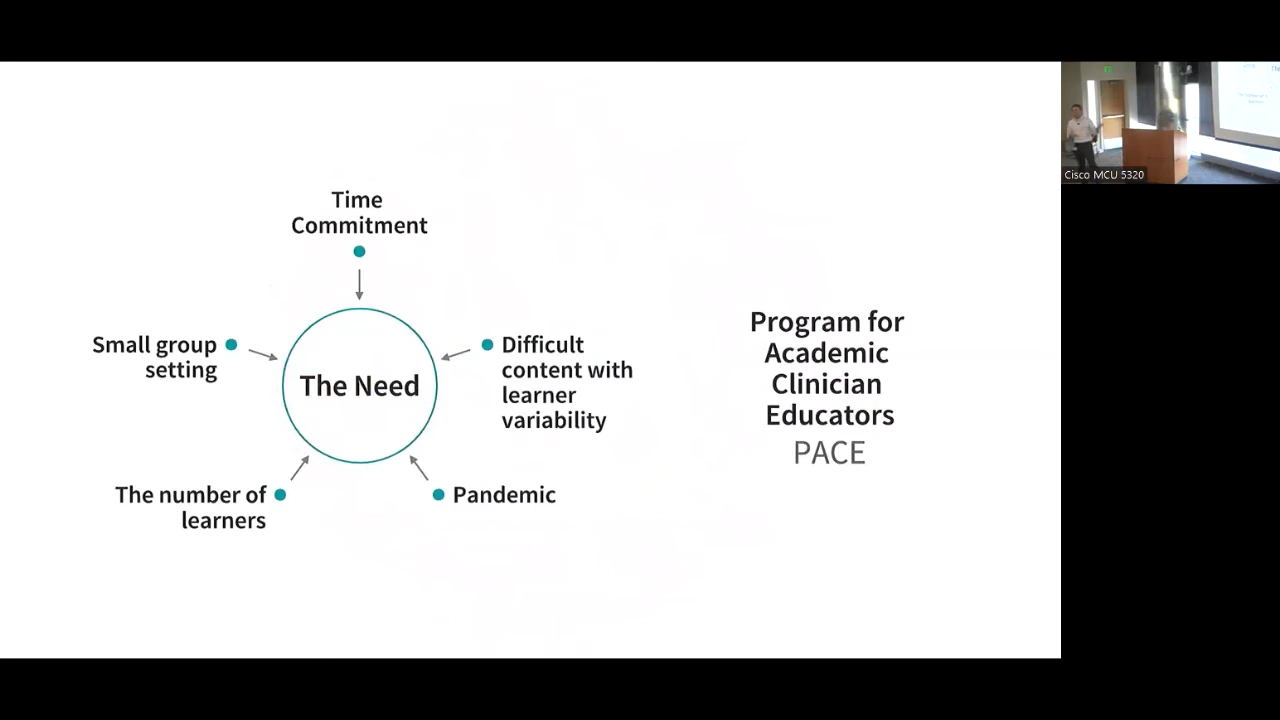 Time
Commitment
Small group
setting
The Need
Difficult
content with
learner
variability
The number of
learners
Pandemic
Program for
Academic
Clinician
Educators
PACE
Cisco MCU 5320